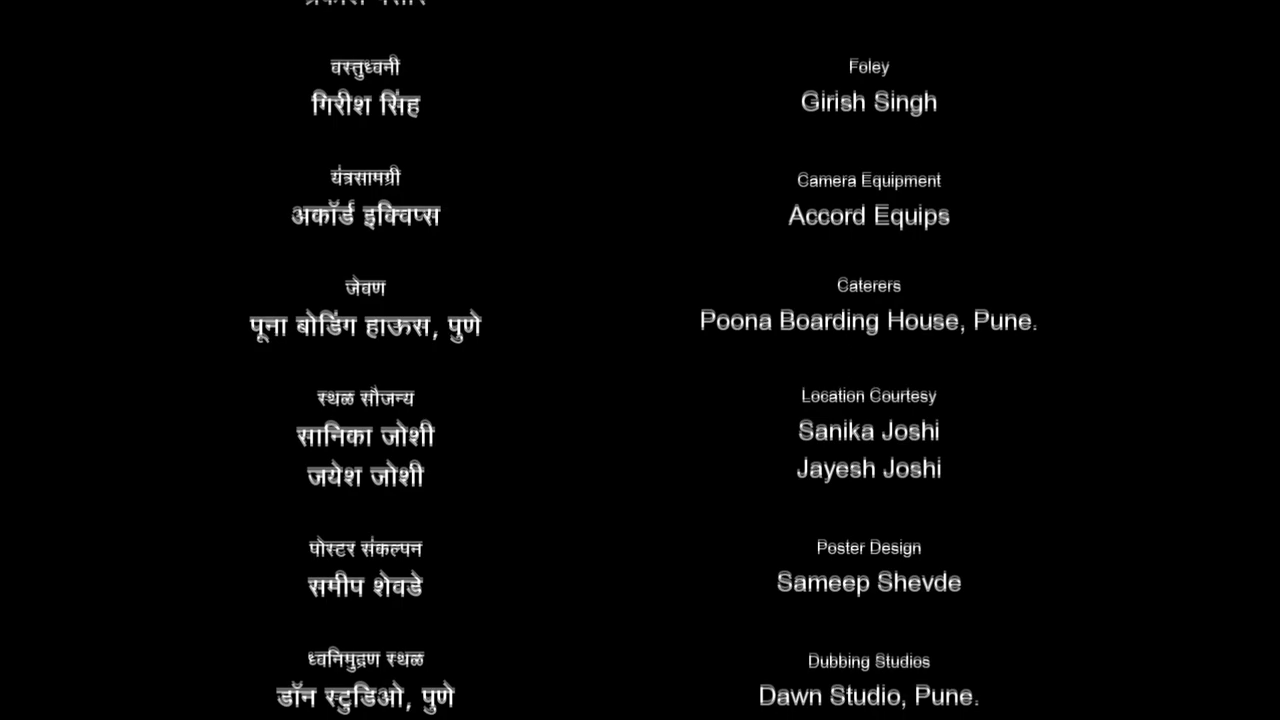 वस्तुध्वनी
Foley
गिरीश सिंह
Girish Singh
यंत्रसामग्री
Camera Equipment
अकॉर्ड इक्विप्स
Accord Equips
जेवण
Caterers
पूना बोर्डिंग हाऊस, पुणे
Poona Boarding House, Pune.
स्थळ सौजन्य
Location Courtesy
सानिका जोशी
Sanika Joshi
जयेश जोशी
Jayesh Joshi
पोस्टर संकल्पन
Poster Design
समीप शेवडे
Sameep Shevde
ध्वनिमुद्रण स्थळ
Dubbing Studios
डॉन स्टुडिओ, पुणे
Dawn Studio, Pune.